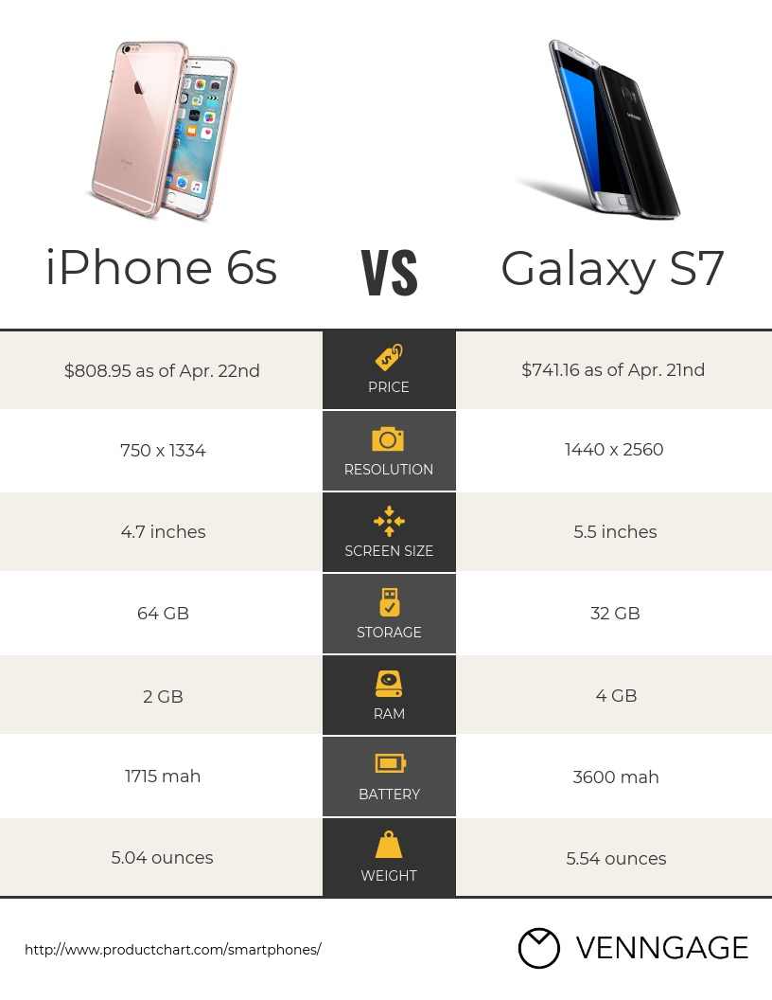 iPhone 6s VS Galaxy S7
$808.95 as of Apr. 22nd PRICE $741.16 as of Apr. 21nd
750 x 1334 RESOLUTION 1440 x 2560
4.7 inches SCREEN SIZE 5.5 inches
64 GB STORAGE 32 GB
2 GB RAM 4 GB
1715 mah BATTERY 3600 mah
5.04 ounces WEIGHT 5.54 ounces
http://www.productchart.com/smartphones/ VENNGAGE